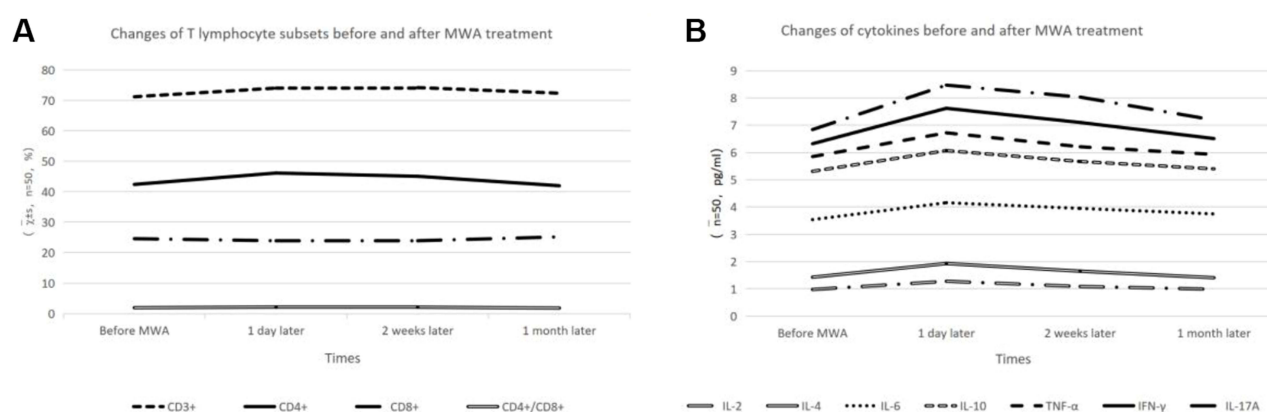 A
Changes of T lymphocyte subsets before and after MWA treatment
80
70
60
50
40
30
20
10
0
( χ̄±s, n=50, %)
Before MWA 1 day later 2 weeks later 1 month later
Times
CD3+ CD4+ CD8+ CD4+/CD8+
B
Changes of cytokines before and after MWA treatment
9
8
7
6
5
4
3
2
1
0
( n=50, pg/ml)
Before MWA 1 day later 2 weeks later 1 month later
Times
IL-2 IL-4 IL-6 IL-10 TNF-α IFN-γ IL-17A